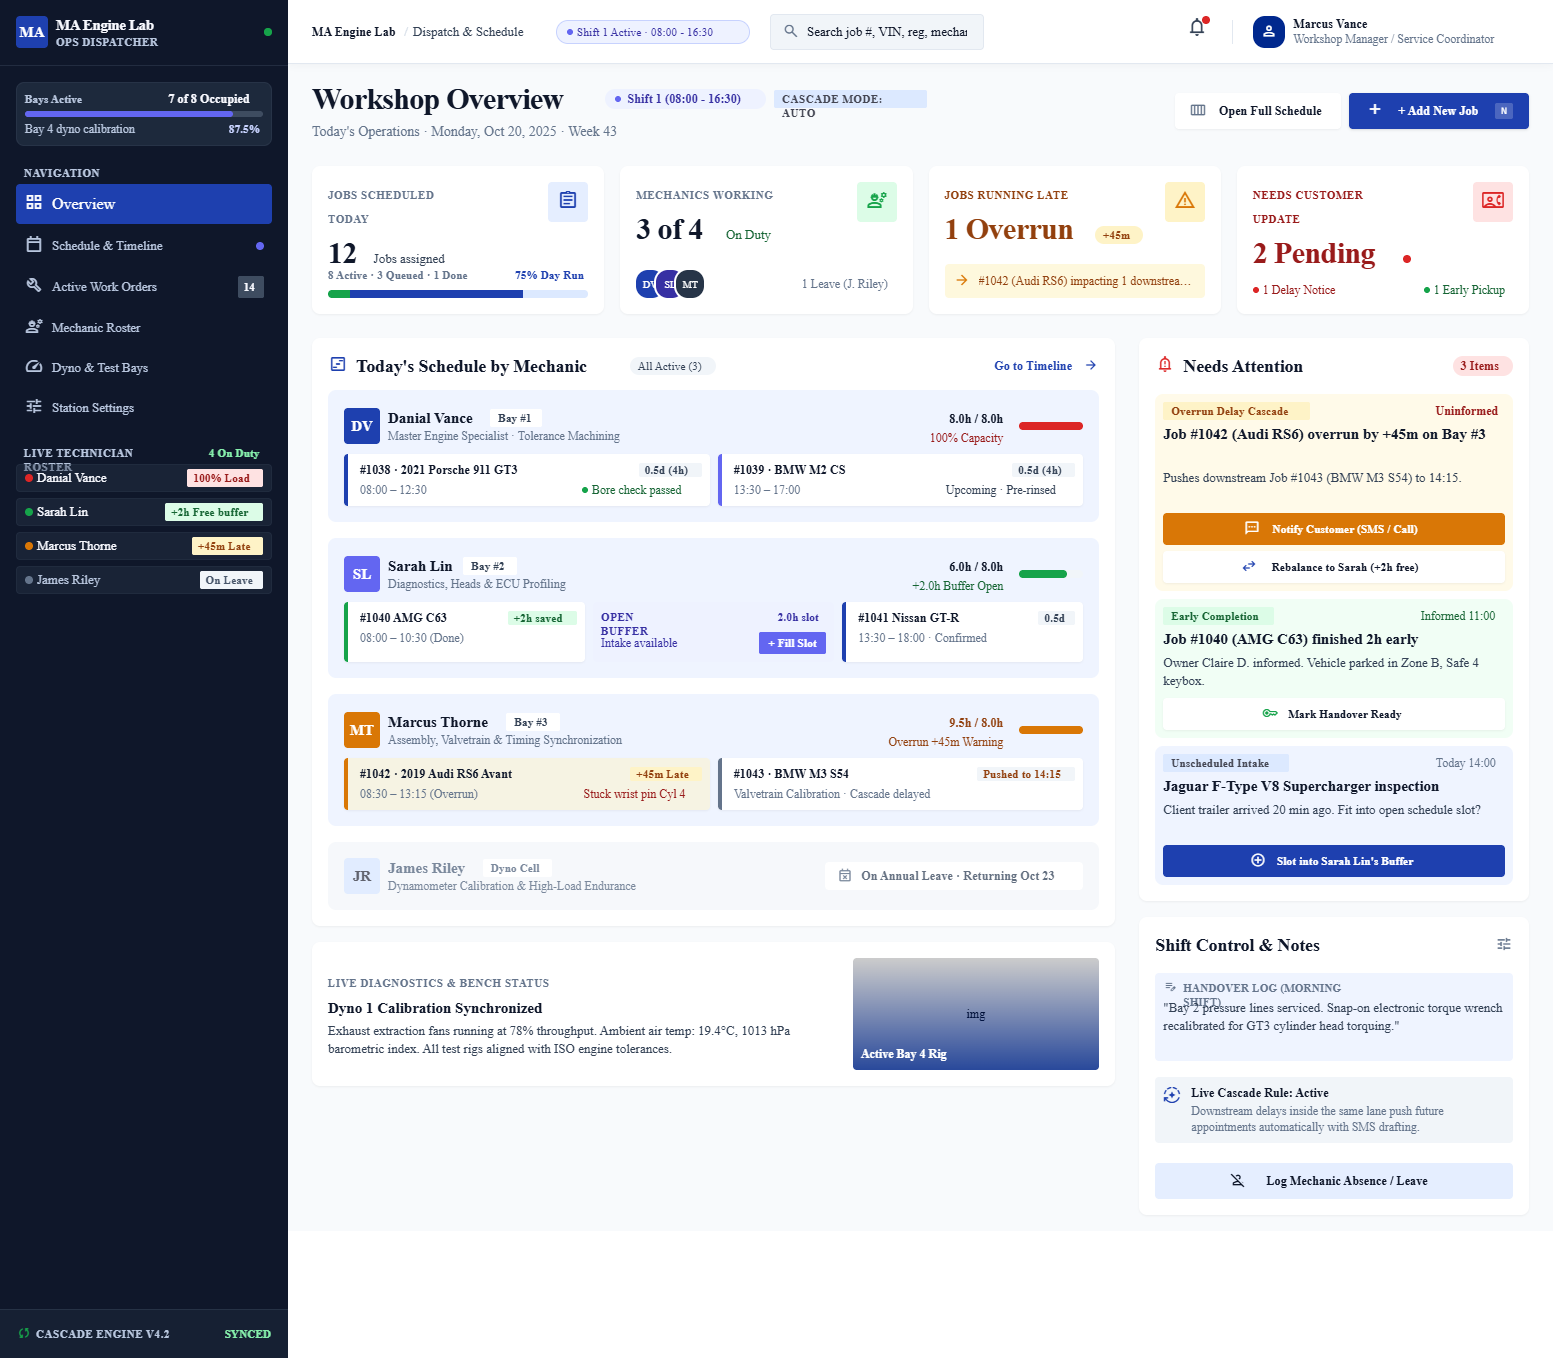 MA
MA Engine Lab
OPS DISPATCHER
Bays Active
7 of 8 Occupied
Bay 4 dyno calibration
87.5%
NAVIGATION
Overview
Schedule & Timeline
Active Work Orders
14
Mechanic Roster
Dyno & Test Bays
Station Settings
LIVE TECHNICIAN
ROSTER
4 On Duty
Danial Vance
100% Load
Sarah Lin
+2h Free buffer
Marcus Thorne
+45m Late
James Riley
On Leave
CASCADE ENGINE V4.2
SYNCED
MA Engine Lab / Dispatch & Schedule
Shift 1 Active · 08:00 - 16:30
Search job #, VIN, reg, mechai
Marcus Vance
Workshop Manager / Service Coordinator
Workshop Overview
Shift 1 (08:00 - 16:30)
CASCADE MODE:
AUTO
Today's Operations · Monday, Oct 20, 2025 · Week 43
Open Full Schedule
+ Add New Job
N
JOBS SCHEDULED
TODAY
12
Jobs assigned
8 Active · 3 Queued · 1 Done
75% Day Run
MECHANICS WORKING
3 of 4
On Duty
DV
SL
MT
1 Leave (J. Riley)
JOBS RUNNING LATE
1 Overrun
+45m
#1042 (Audi RS6) impacting 1 downstrea...
NEEDS CUSTOMER
UPDATE
2 Pending
1 Delay Notice
1 Early Pickup
Today's Schedule by Mechanic
All Active (3)
Go to Timeline
DV
Danial Vance
Bay #1
Master Engine Specialist · Tolerance Machining
8.0h / 8.0h
100% Capacity
#1038 · 2021 Porsche 911 GT3
0.5d (4h)
08:00 – 12:30
Bore check passed
#1039 · BMW M2 CS
0.5d (4h)
13:30 – 17:00
Upcoming · Pre-rinsed
SL
Sarah Lin
Bay #2
Diagnostics, Heads & ECU Profiling
6.0h / 8.0h
+2.0h Buffer Open
#1040 AMG C63
+2h saved
08:00 – 10:30 (Done)
OPEN
BUFFER
2.0h slot
Intake available
+ Fill Slot
#1041 Nissan GT-R
0.5d
13:30 – 18:00 · Confirmed
MT
Marcus Thorne
Bay #3
Assembly, Valvetrain & Timing Synchronization
9.5h / 8.0h
Overrun +45m Warning
#1042 · 2019 Audi RS6 Avant
+45m Late
08:30 – 13:15 (Overrun)
Stuck wrist pin Cyl 4
#1043 · BMW M3 S54
Pushed to 14:15
Valvetrain Calibration · Cascade delayed
JR
James Riley
Dyno Cell
Dynamometer Calibration & High-Load Endurance
On Annual Leave · Returning Oct 23
LIVE DIAGNOSTICS & BENCH STATUS
Dyno 1 Calibration Synchronized
Exhaust extraction fans running at 78% throughput. Ambient air temp: 19.4°C, 1013 hPa
barometric index. All test rigs aligned with ISO engine tolerances.
img
Active Bay 4 Rig
Needs Attention
3 Items
Overrun Delay Cascade
Uninformed
Job #1042 (Audi RS6) overrun by +45m on Bay #3
Pushes downstream Job #1043 (BMW M3 S54) to 14:15.
Notify Customer (SMS / Call)
Rebalance to Sarah (+2h free)
Early Completion
Informed 11:00
Job #1040 (AMG C63) finished 2h early
Owner Claire D. informed. Vehicle parked in Zone B, Safe 4
keybox.
Mark Handover Ready
Unscheduled Intake
Today 14:00
Jaguar F-Type V8 Supercharger inspection
Client trailer arrived 20 min ago. Fit into open schedule slot?
Slot into Sarah Lin's Buffer
Shift Control & Notes
HANDOVER LOG (MORNING
SHIFT)
"Bay 2 pressure lines serviced. Snap-on electronic torque wrench
recalibrated for GT3 cylinder head torquing."
Live Cascade Rule: Active
Downstream delays inside the same lane push future
appointments automatically with SMS drafting.
Log Mechanic Absence / Leave